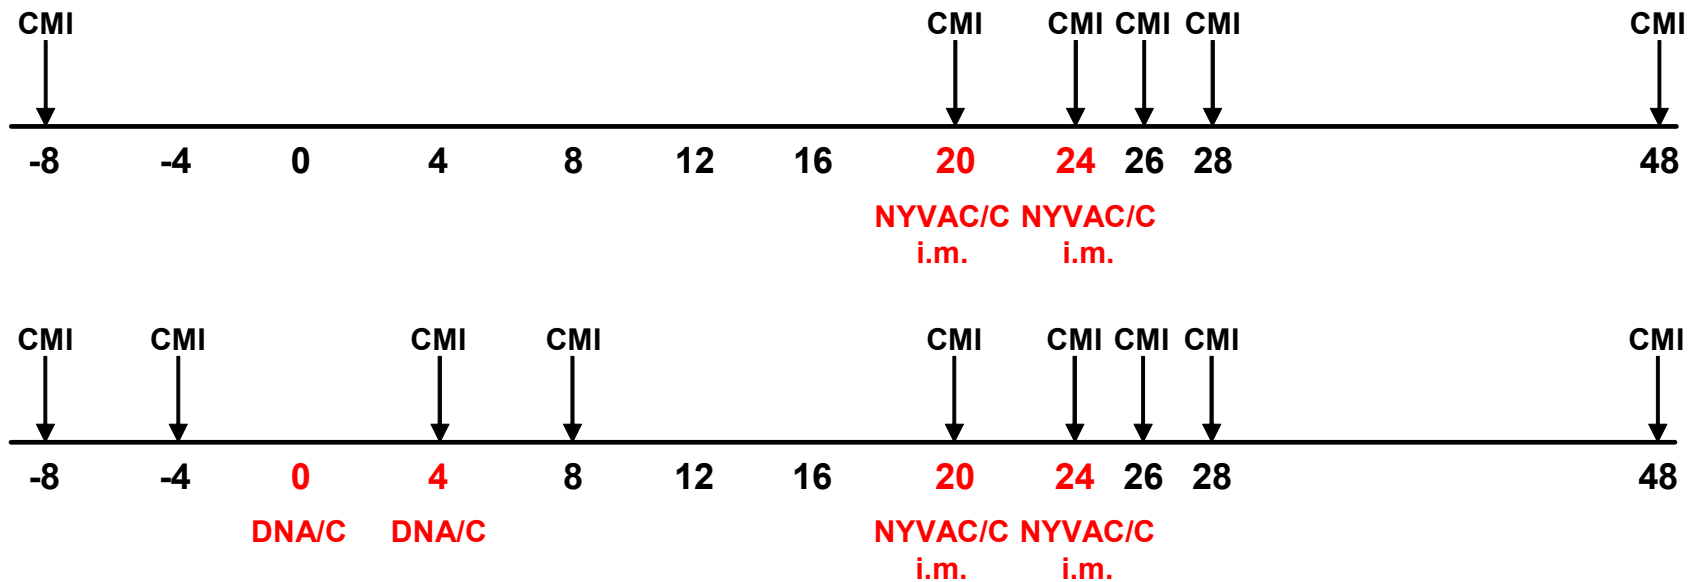 CMI CMI CMI CMI CMI CMI
-8 -4 0 4 8 12 16 20 24 26 28 48
NYVAC/C NYVAC/C
i.m. i.m.
CMI CMI CMI CMI CMI CMI CMI CMI CMI
-8 -4 0 4 8 12 16 20 24 26 28 48
DNA/C DNA/C NYVAC/C NYVAC/C
i.m. i.m.